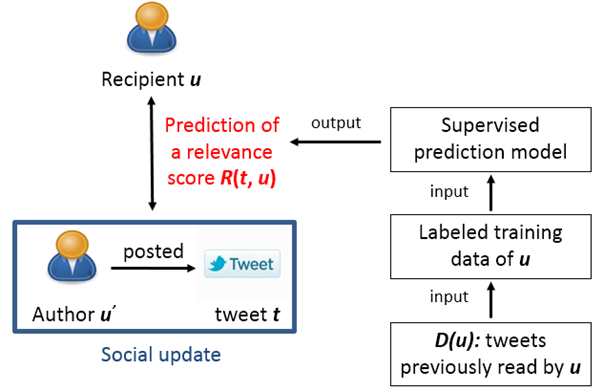 Recipient u
Prediction of
a relevance
score R(t, u)
output
Supervised
prediction model
input
Labeled training
data of u
input
D(u): tweets
previously read by u
posted
Tweet
Author u´
tweet t
Social update